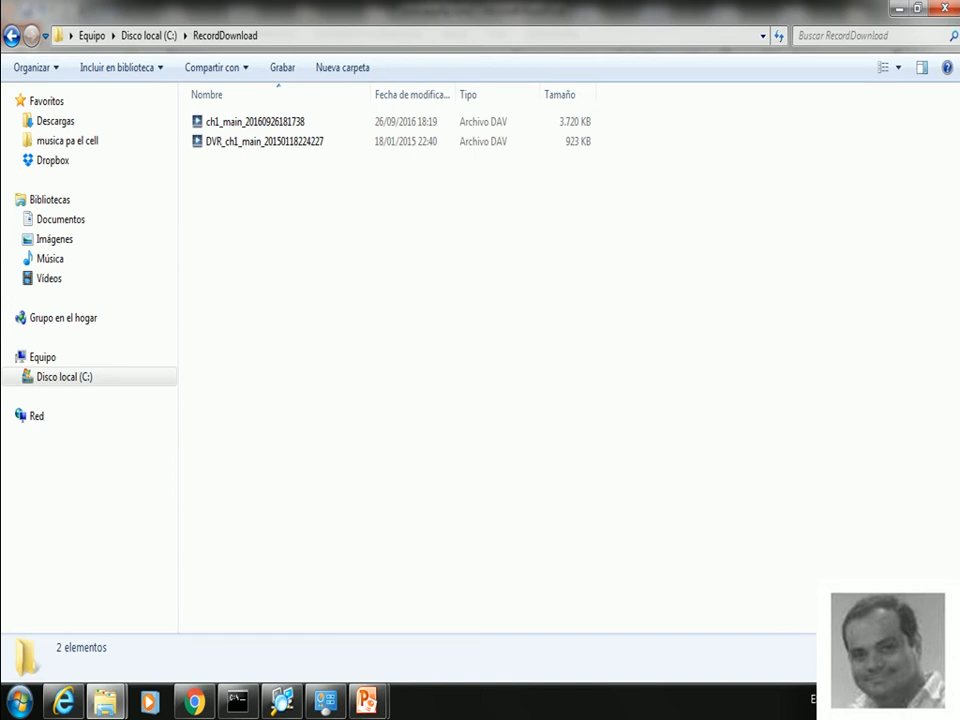 Equipo Disco local (C:) RecordDownload Buscar RecordDownload
Organizar Incluir en biblioteca Compartir con Grabar Nueva carpeta
Favoritos
Descargas
musica pa el cell
Dropbox
Bibliotecas
Documentos
Imágenes
Música
Vídeos
Grupo en el hogar
Equipo
Disco local (C:)
Red
Nombre Fecha de modifica... Tipo Tamaño
ch1_main_20160926181738 26/09/2016 18:19 Archivo DAV 3.720 KB
DVR_ch1_main_20150118224227 18/01/2015 22:40 Archivo DAV 923 KB
2 elementos